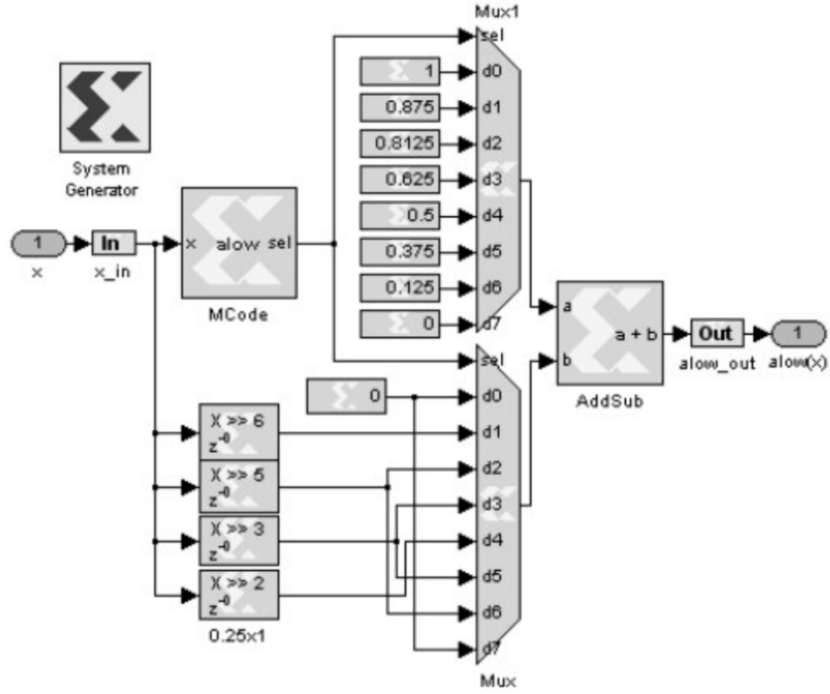 Mux1
sel
1 d0
0.875 d1
0.8125 d2
0.625 d3
0.5 d4
0.375 d5
0.125 d6
0 d7
System
Generator
1
x
In
x_in
x alow sel
MCode
a
b
a + b
AddSub
Out
alow_out
1
alow(x)
sel
0 d0
d1
d2
d3
d4
d5
d6
d7
Mux
X >> 6
z-0
X >> 5
z-0
X >> 3
z-0
X >> 2
z-0
0.25x1